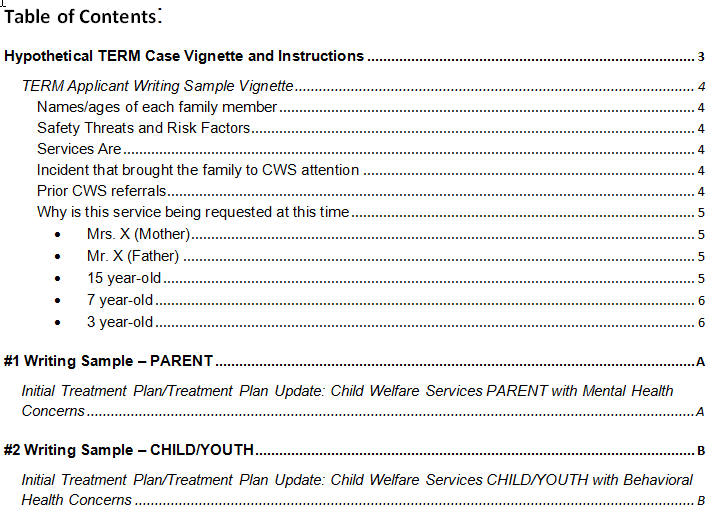 Table of Contents:
Hypothetical TERM Case Vignette and Instructions ........ 3
TERM Applicant Writing Sample Vignette........ 4
Names/ages of each family member ........ 4
Safety Threats and Risk Factors........ 4
Services Are ........ 4
Incident that brought the family to CWS attention ........ 4
Prior CWS referrals........ 4
Why is this service being requested at this time ........ 5
• Mrs. X (Mother)........ 5
• Mr. X (Father) ........ 5
• 15 year-old ........ 5
• 7 year-old ........ 6
• 3 year-old ........ 6
#1 Writing Sample – PARENT ........ A
Initial Treatment Plan/Treatment Plan Update: Child Welfare Services PARENT with Mental Health
Concerns ........ A
#2 Writing Sample – CHILD/YOUTH........ B
Initial Treatment Plan/Treatment Plan Update: Child Welfare Services CHILD/YOUTH with Behavioral
Health Concerns ........ B